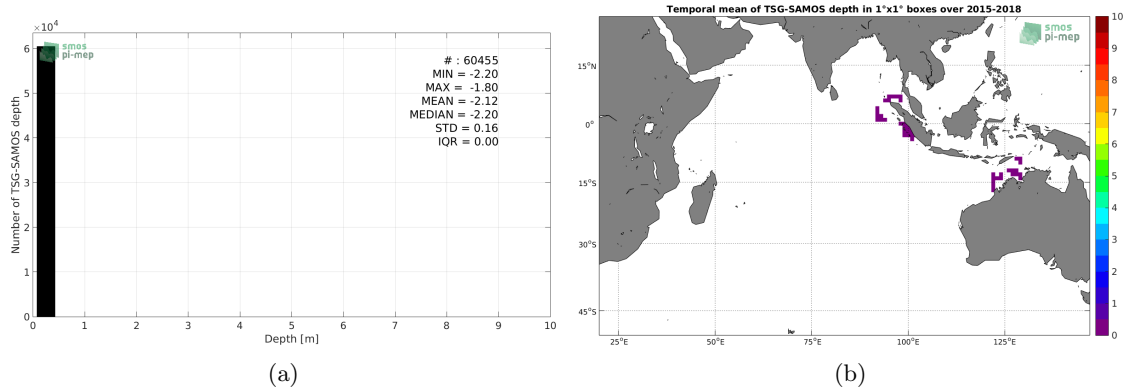 ×10⁴
6
5
4
3
2
1
0
Number of TSG-SAMOS depth
smos
pi-mep
# : 60455
MIN = -2.20
MAX = -1.80
MEAN = -2.12
MEDIAN = -2.20
STD = 0.16
IQR = 0.00
0 1 2 3 4 5 6 7 8 9 10
Depth [m]
(a)
Temporal mean of TSG-SAMOS depth in 1°x1° boxes over 2015-2018
smos
pi-mep
15°N
0°
15°S
30°S
45°S
25°E 50°E 75°E 100°E 125°E
10
9
8
7
6
5
4
3
2
1
0
(b)